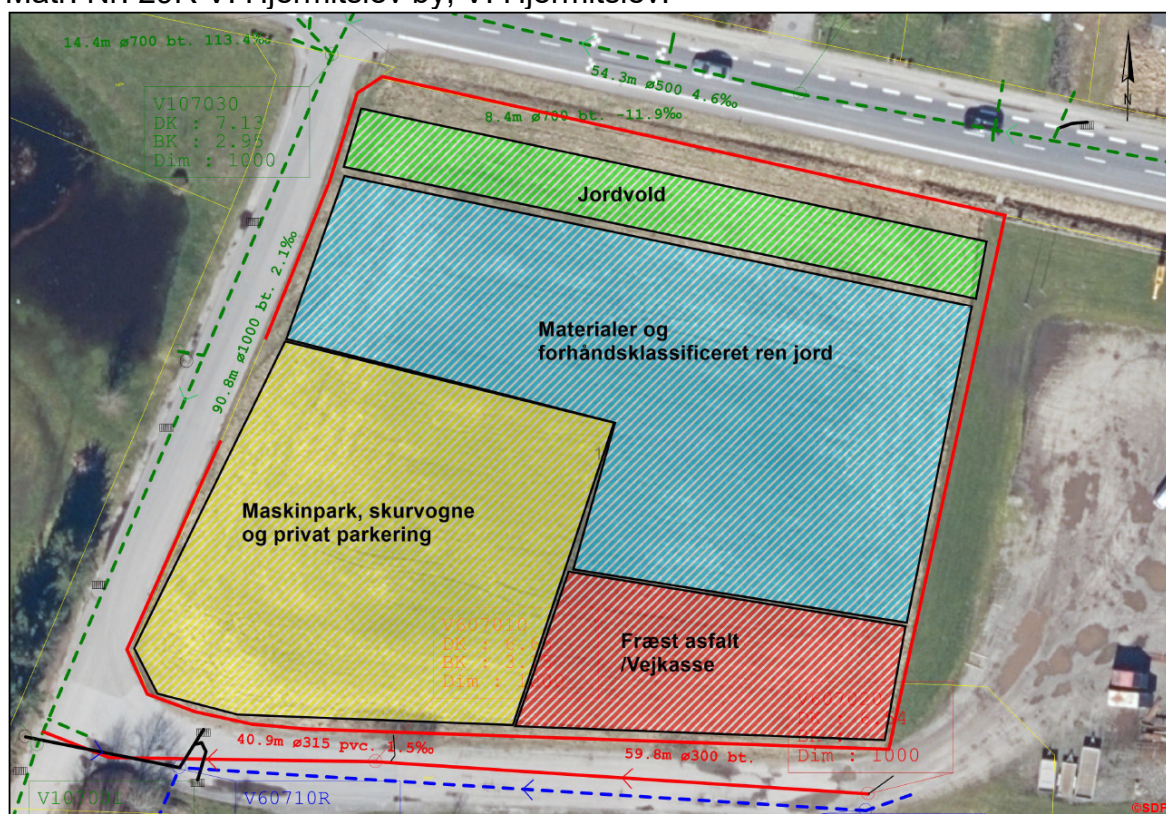 14.4m ø700 bt. 113.4‰
54.3m ø500 4.6‰
8.4m ø700 bt. -11.9‰
V107030
DK : 7.13
BK : 2.95
Dim : 1000
N
Jordvold
90.8m ø1000 bt. 2.1‰
Materialer og
forhåndsklassificeret ren jord
Maskinpark, skurvogne
og privat parkering
Fræst asfalt
/Vejkasse
Dim :
40.9m ø315 pvc. 1.5‰
59.8m ø300 bt.
Dim : 1000
V60710R